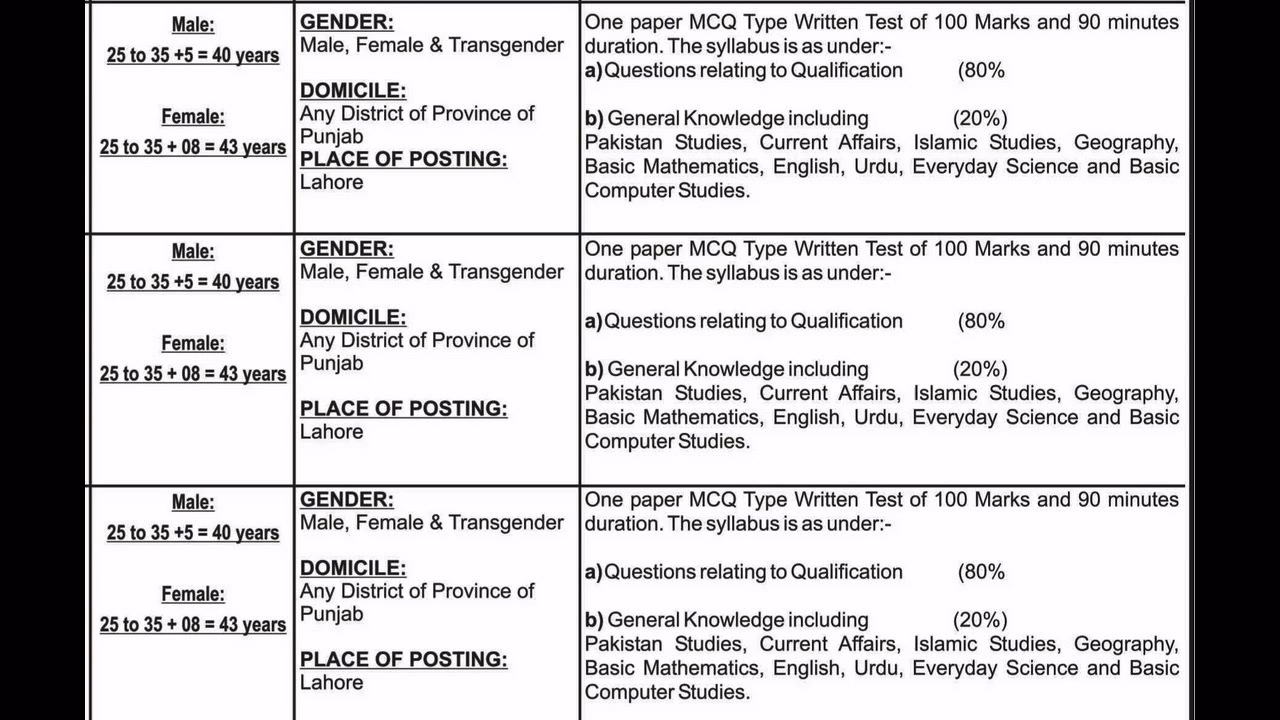 Male:
25 to 35 +5 = 40 years
Female:
25 to 35 + 08 = 43 years
GENDER:
Male, Female & Transgender
DOMICILE:
Any District of Province of
Punjab
PLACE OF POSTING:
Lahore
One paper MCQ Type Written Test of 100 Marks and 90 minutes
duration. The syllabus is as under:-
a)Questions relating to Qualification (80%
b) General Knowledge including (20%)
Pakistan Studies, Current Affairs, Islamic Studies, Geography,
Basic Mathematics, English, Urdu, Everyday Science and Basic
Computer Studies.
Male:
25 to 35 +5 = 40 years
Female:
25 to 35 + 08 = 43 years
GENDER:
Male, Female & Transgender
DOMICILE:
Any District of Province of
Punjab
PLACE OF POSTING:
Lahore
One paper MCQ Type Written Test of 100 Marks and 90 minutes
duration. The syllabus is as under:-
a)Questions relating to Qualification (80%
b) General Knowledge including (20%)
Pakistan Studies, Current Affairs, Islamic Studies, Geography,
Basic Mathematics, English, Urdu, Everyday Science and Basic
Computer Studies.
Male:
25 to 35 +5 = 40 years
Female:
25 to 35 + 08 = 43 years
GENDER:
Male, Female & Transgender
DOMICILE:
Any District of Province of
Punjab
PLACE OF POSTING:
Lahore
One paper MCQ Type Written Test of 100 Marks and 90 minutes
duration. The syllabus is as under:-
a)Questions relating to Qualification (80%
b) General Knowledge including (20%)
Pakistan Studies, Current Affairs, Islamic Studies, Geography,
Basic Mathematics, English, Urdu, Everyday Science and Basic
Computer Studies.